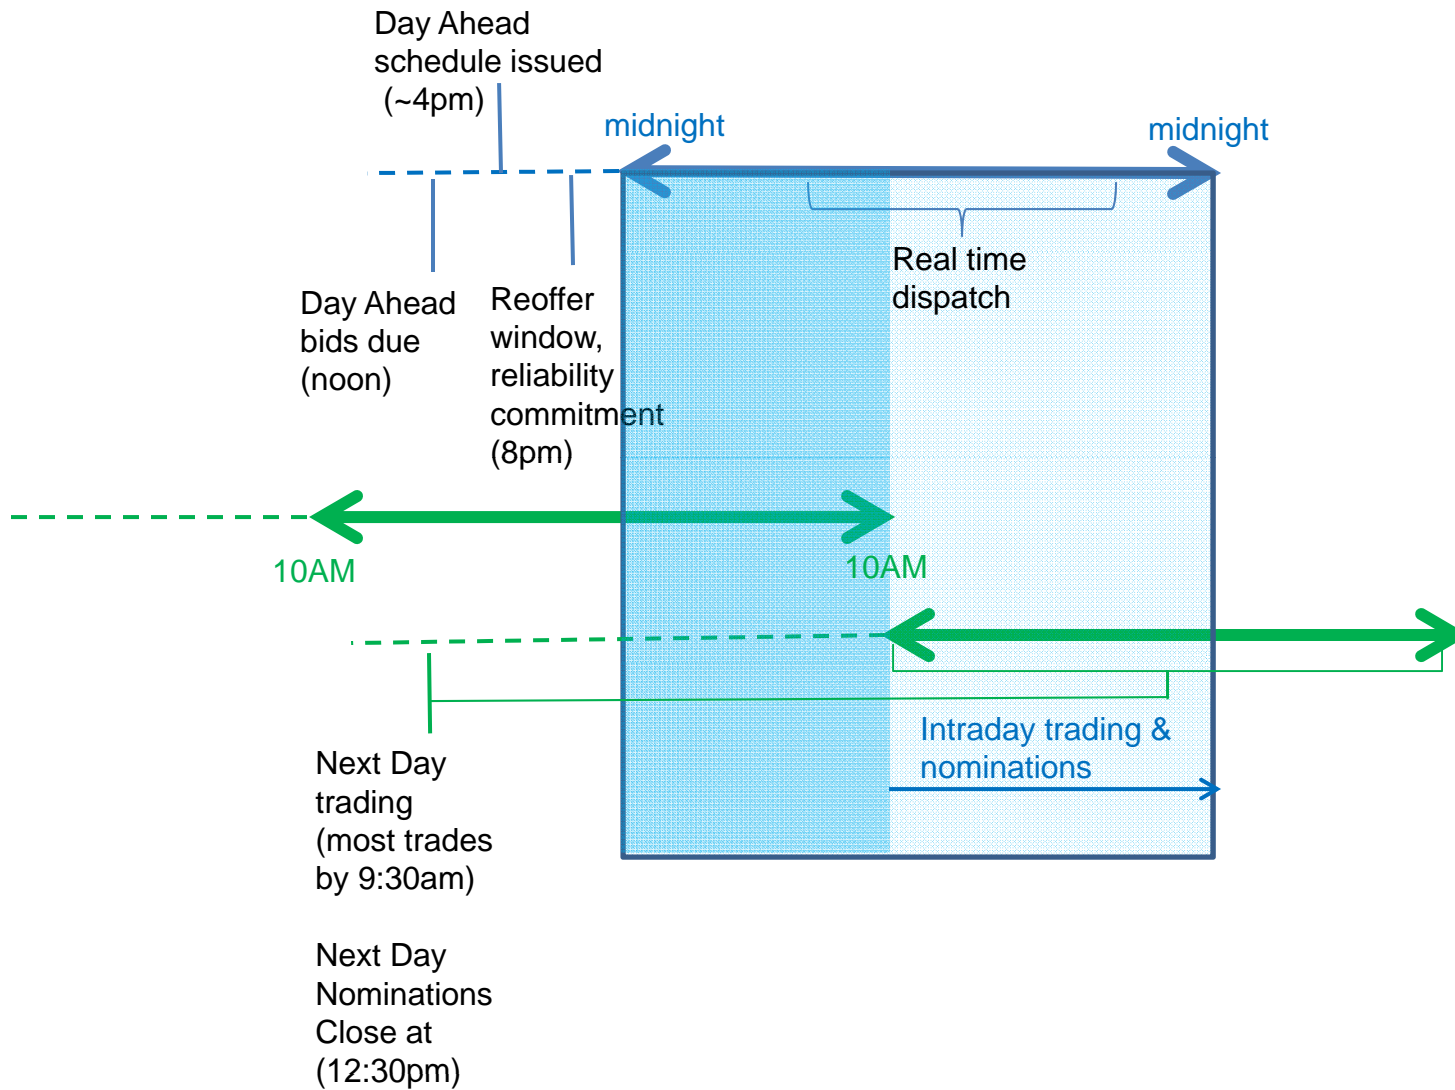 Day Ahead
schedule issued
(~4pm)
midnight
midnight
Real time
dispatch
Day Ahead
bids due
(noon)
Reoffer
window,
reliability
commitment
(8pm)
10AM
10AM
Intraday trading &
nominations
Next Day
trading
(most trades
by 9:30am)
Next Day
Nominations
Close at
(12:30pm)